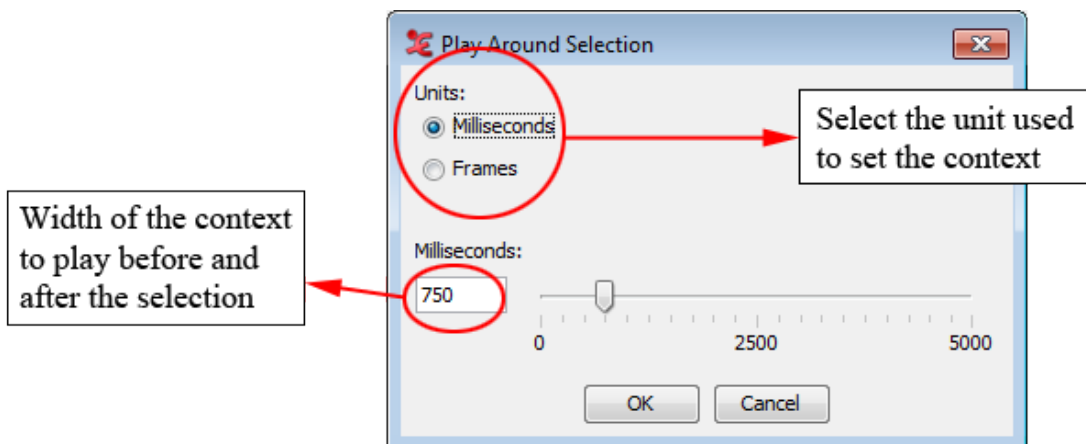 Play Around Selection
Units:
Milliseconds
Frames
Select the unit used
to set the context
Width of the context
to play before and
after the selection
Milliseconds:
750
0 2500 5000
OK Cancel